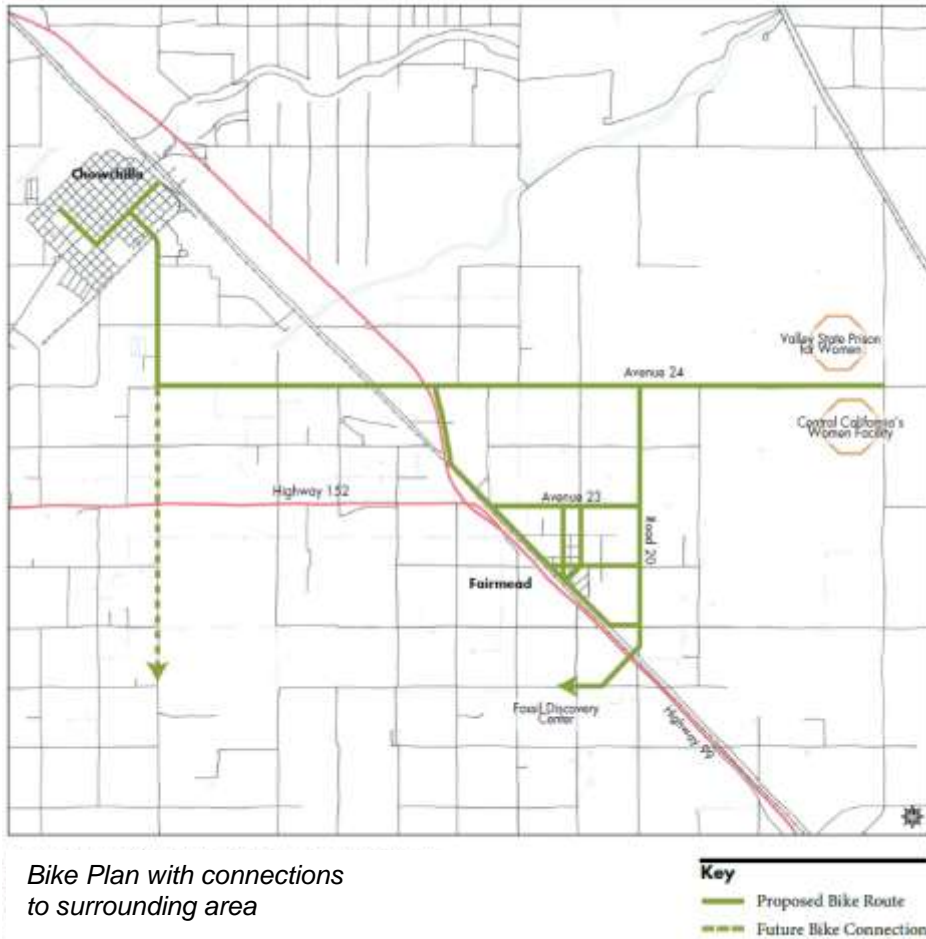 Chowchilla
Valley State Prison
for Women
Avenue 24
Central California's
Women Facility
Highway 152
Avenue 23
Road 20
Fairmead
Fossil Discovery
Center
Highway 99
Bike Plan with connections
to surrounding area
Key
Proposed Bike Route
Future Bike Connection